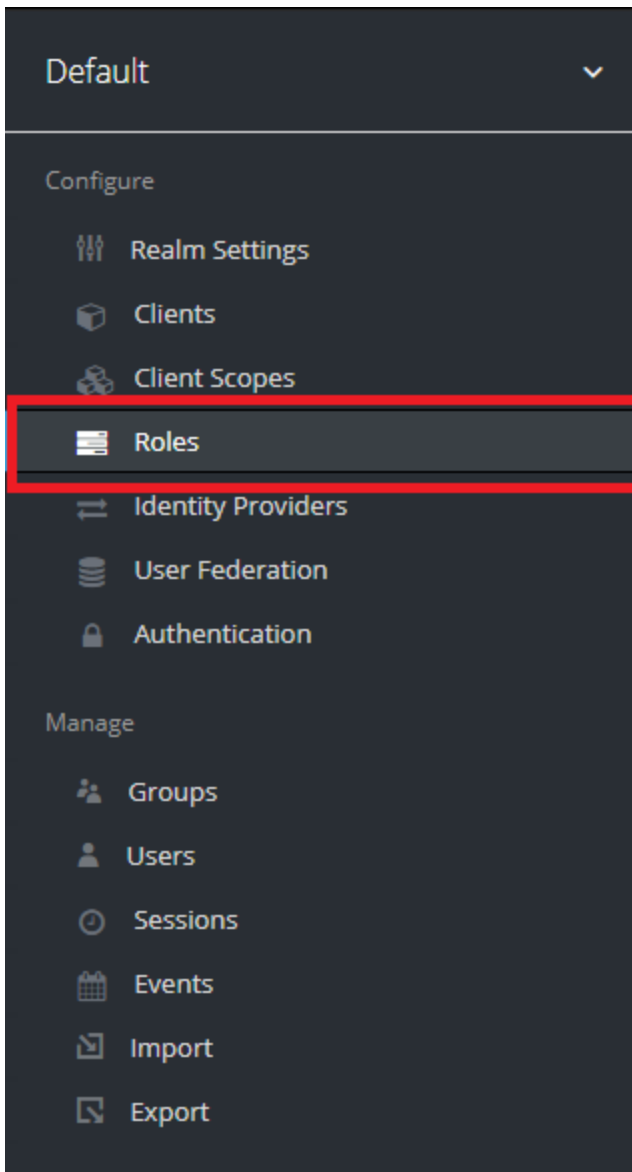 Default
Configure
Realm Settings
Clients
Client Scopes
Roles
Identity Providers
User Federation
Authentication
Manage
Groups
Users
Sessions
Events
Import
Export